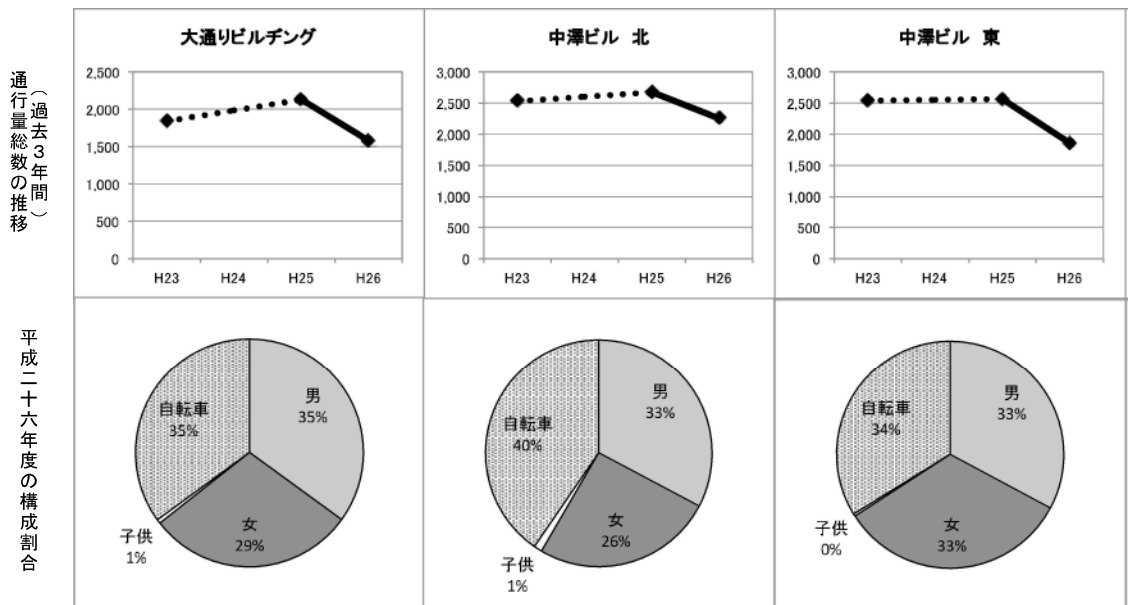 大通りビルヂング
中澤ビル 北
中澤ビル 東
通行量総数の推移
（過去３年間）
2,500
2,000
1,500
1,000
500
0
H23 H24 H25 H26
3,000
2,500
2,000
1,500
1,000
500
0
H23 H24 H25 H26
3,000
2,500
2,000
1,500
1,000
500
0
H23 H24 H25 H26
平成二十六年度の構成割合
男
35%
女
29%
子供
1%
自転車
35%
男
33%
女
26%
子供
1%
自転車
40%
男
33%
女
33%
子供
0%
自転車
34%